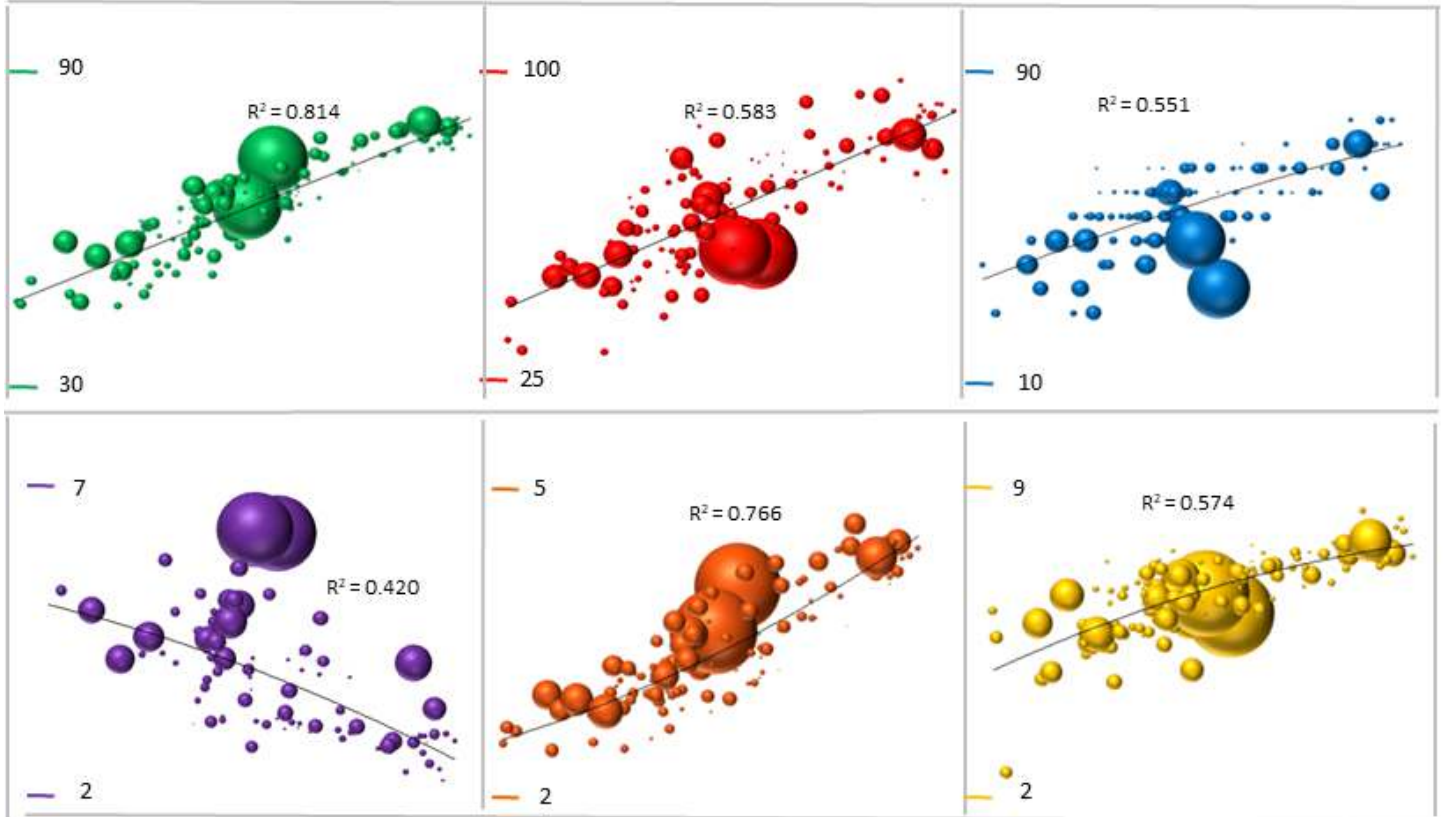 90
R² = 0.814
30
100
R² = 0.583
25
90
R² = 0.551
10
7
R² = 0.420
2
5
R² = 0.766
2
9
R² = 0.574
2